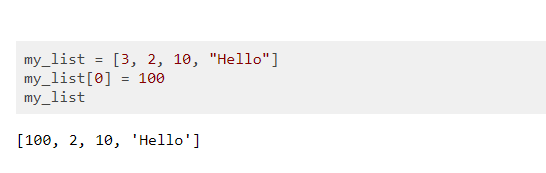 my_list = [3, 2, 10, "Hello"]
my_list[0] = 100
my_list
[100, 2, 10, 'Hello']